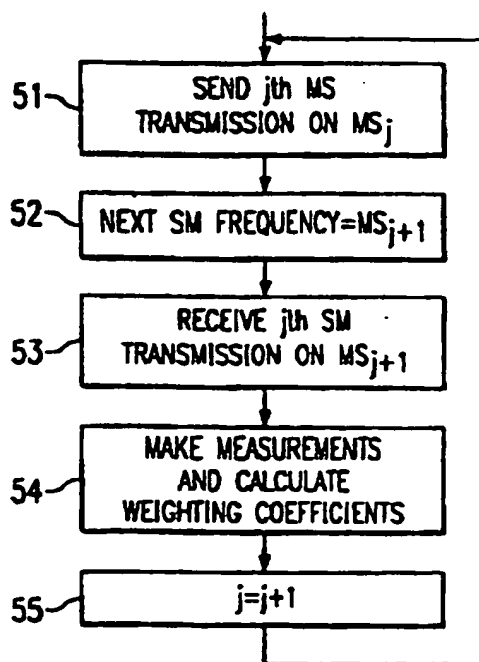 51
SEND jth MS
TRANSMISSION ON MSj
52
NEXT SM FREQUENCY=MSj+1
53
RECEIVE jth SM
TRANSMISSION ON MSj+1
54
MAKE MEASUREMENTS
AND CALCULATE
WEIGHTING COEFFICIENTS
55
j=j+1